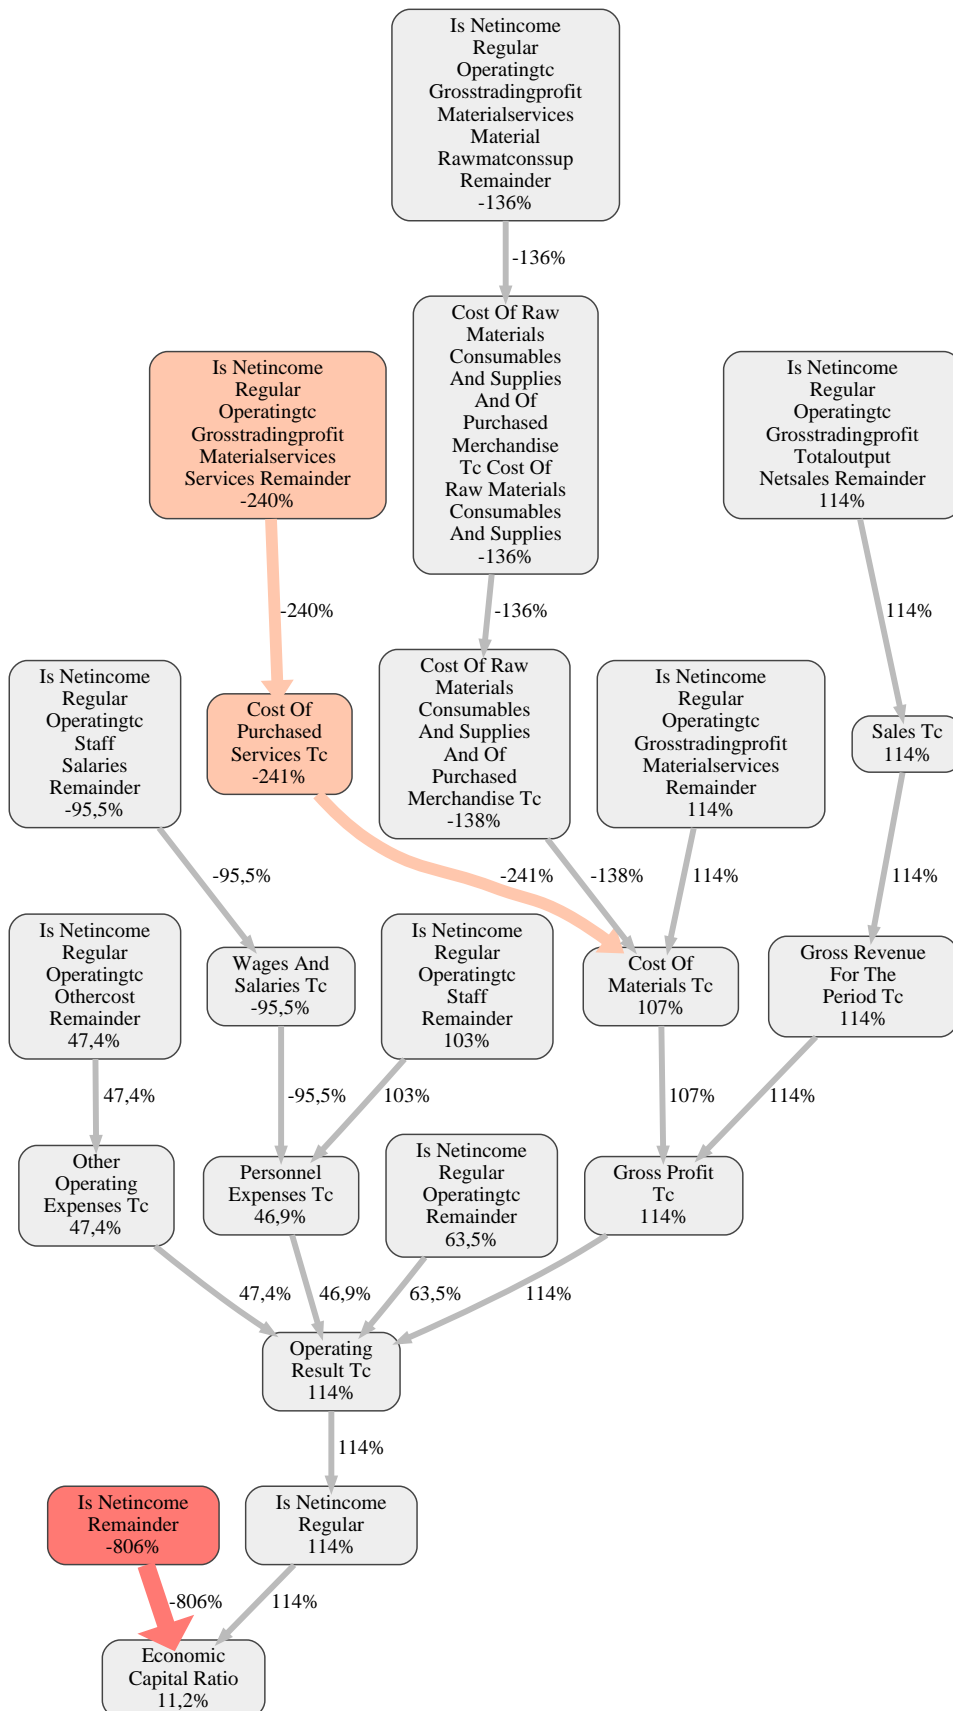 Is Netincome
Regular
Operatingtc
Grosstradingprofit
Materialservices
Material
Rawmatconssup
Remainder
-136%
-136%
Cost Of Raw
Materials
Consumables
And Supplies
And Of
Purchased
Merchandise
Tc Cost Of
Raw Materials
Consumables
And Supplies
-136%
Is Netincome
Regular
Operatingtc
Grosstradingprofit
Materialservices
Services Remainder
-240%
Is Netincome
Regular
Operatingtc
Grosstradingprofit
Totaloutput
Netsales Remainder
114%
-240%
-136%
114%
Is Netincome
Regular
Operatingtc
Staff
Salaries
Remainder
-95,5%
Cost Of
Purchased
Services Tc
-241%
Cost Of Raw
Materials
Consumables
And Supplies
And Of
Purchased
Merchandise Tc
-138%
Is Netincome
Regular
Operatingtc
Grosstradingprofit
Materialservices
Remainder
114%
Sales Tc
114%
-95,5%
-241%
-138%
114%
114%
Is Netincome
Regular
Operatingtc
Othercost
Remainder
47,4%
Wages And
Salaries Tc
-95,5%
Is Netincome
Regular
Operatingtc
Staff
Remainder
103%
Cost Of
Materials Tc
107%
Gross Revenue
For The
Period Tc
114%
47,4%
-95,5%
103%
107%
114%
Other
Operating
Expenses Tc
47,4%
Personnel
Expenses Tc
46,9%
Is Netincome
Regular
Operatingtc
Remainder
63,5%
Gross Profit
Tc
114%
47,4%
46,9%
63,5%
114%
Operating
Result Tc
114%
114%
Is Netincome
Remainder
-806%
Is Netincome
Regular
114%
-806%
114%
Economic
Capital Ratio
11,2%